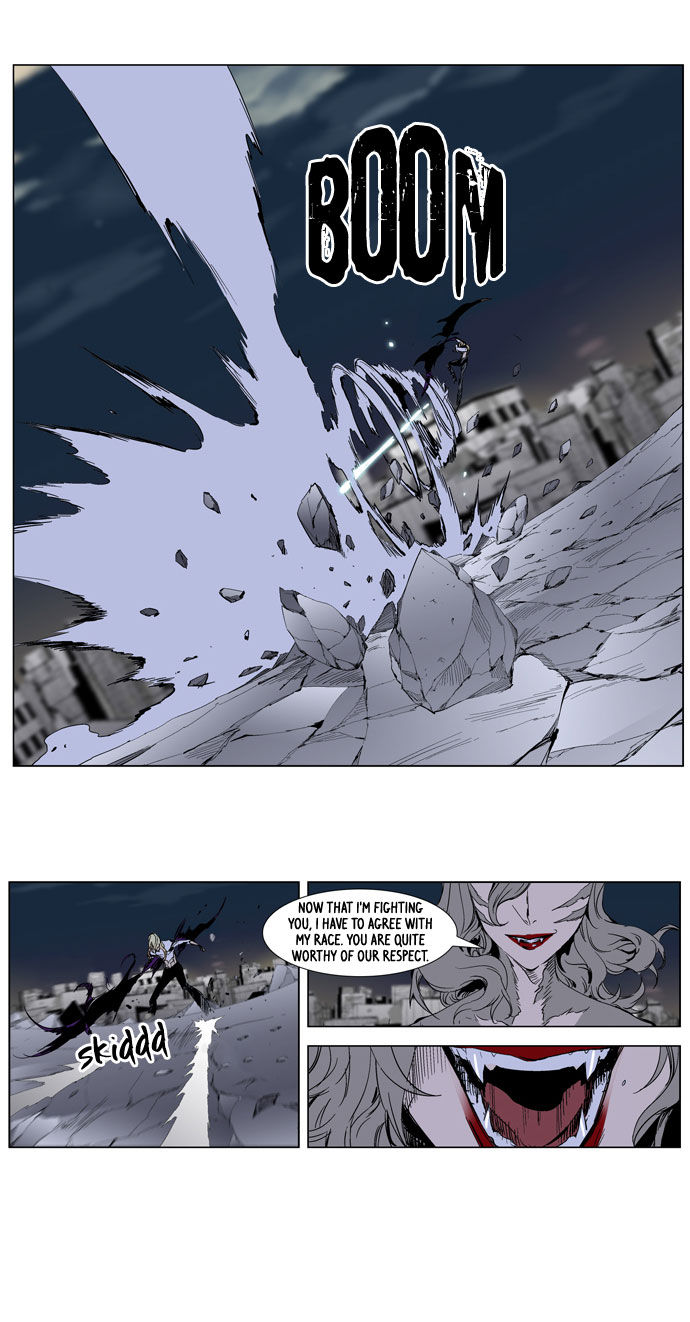 BOOM
NOW THAT I'M FIGHTING
YOU, I HAVE TO AGREE WITH
MY RACE. YOU ARE QUITE
WORTHY OF OUR RESPECT.
skiddd